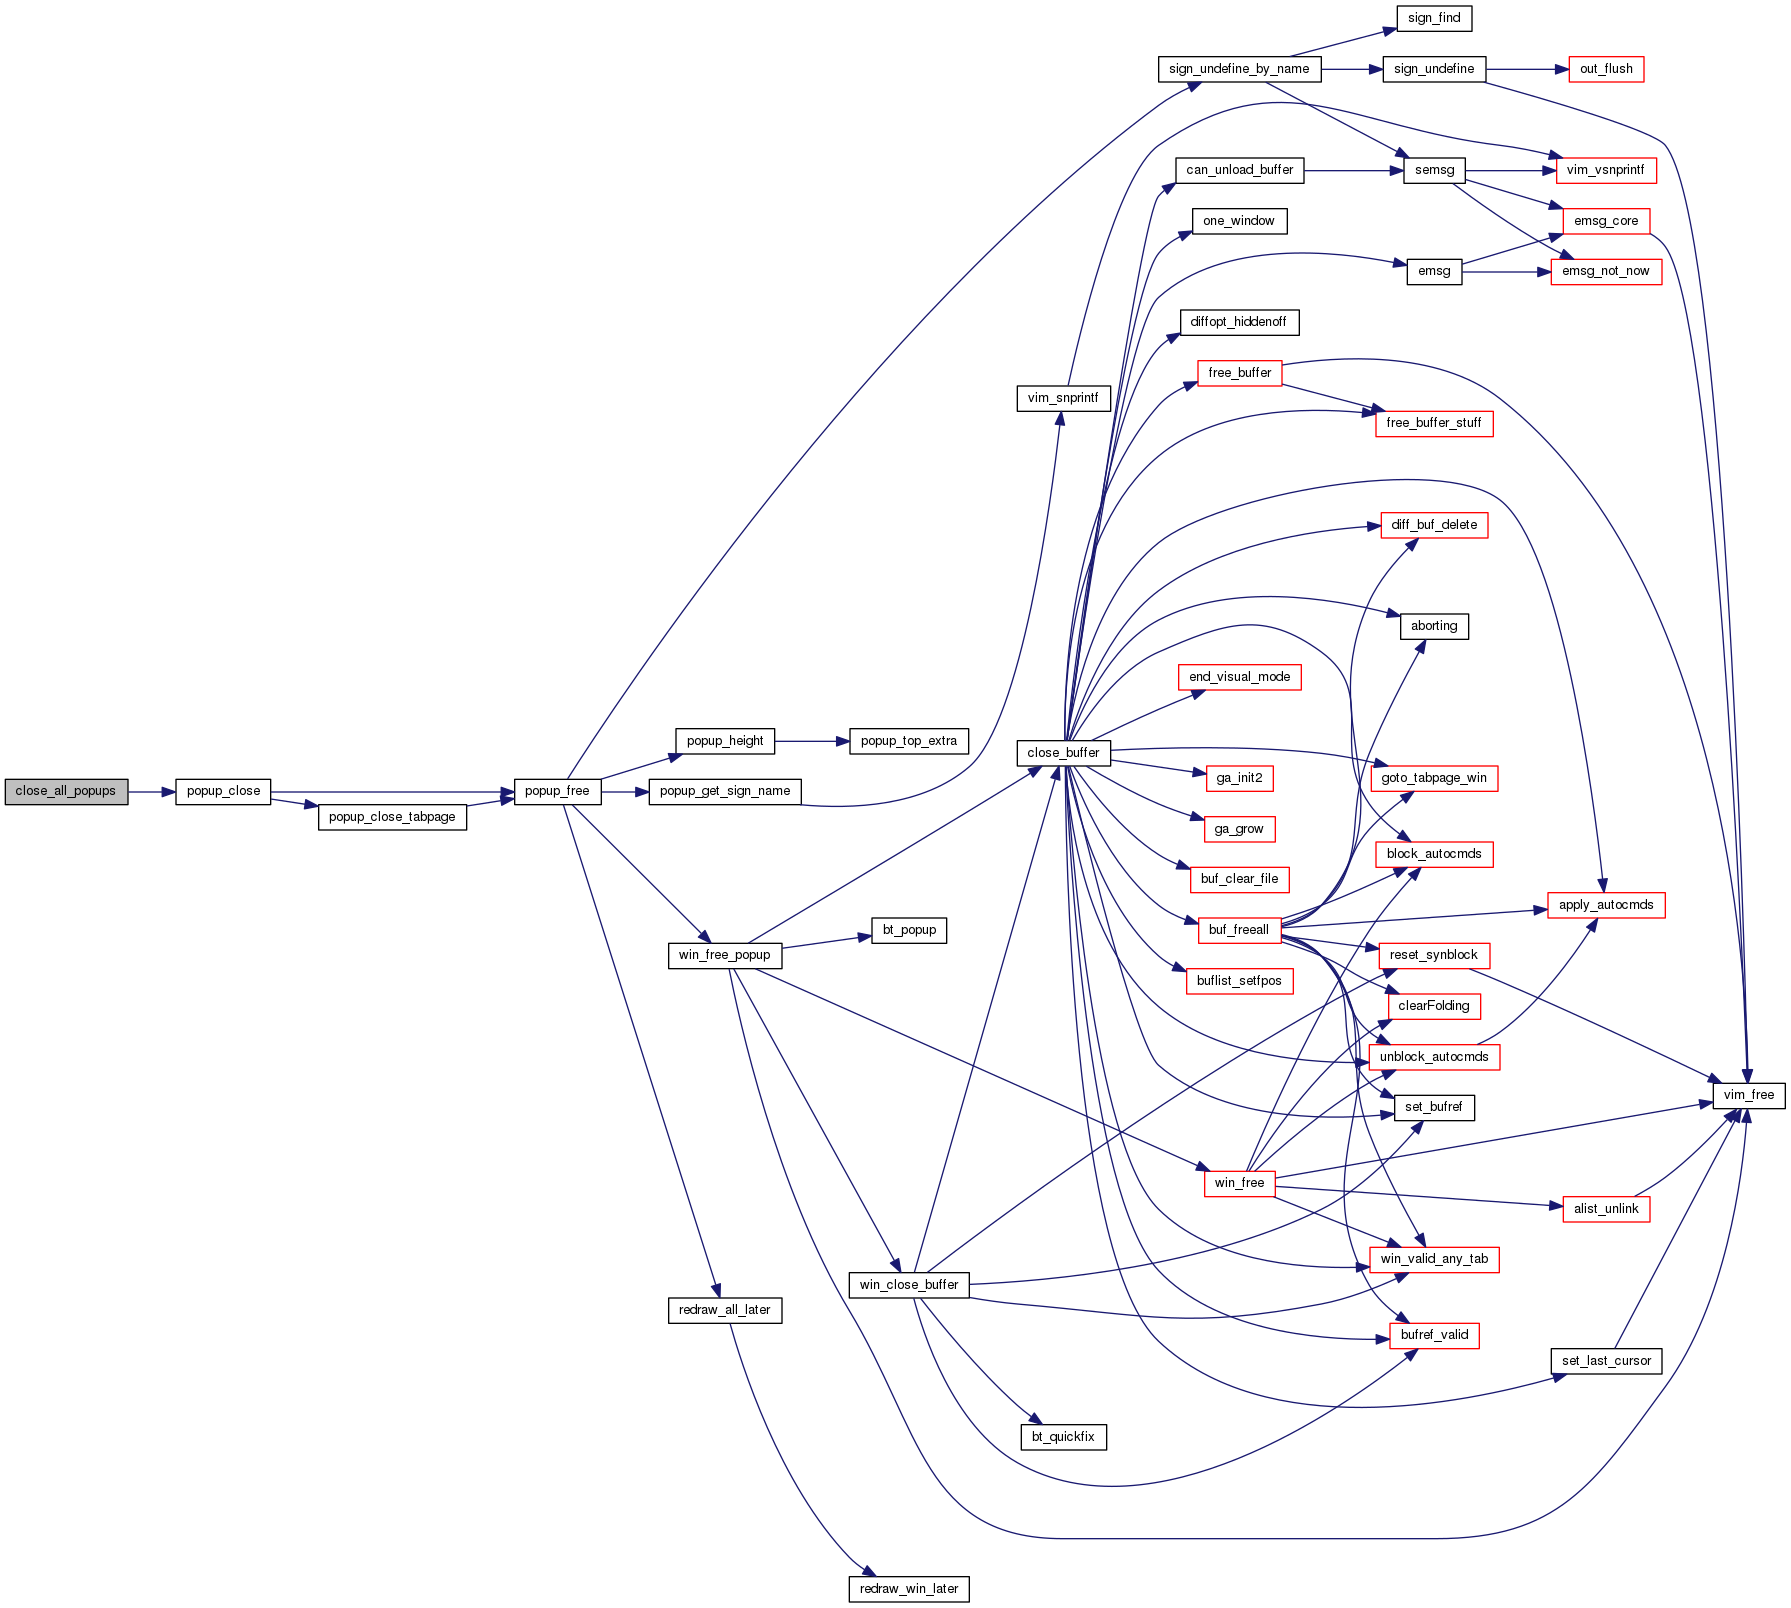 sign_find
sign_undefine_by_name
sign_undefine
out_flush
can_unload_buffer
semsg
vim_vsnprintf
one_window
emsg_core
emsg
emsg_not_now
diffopt_hiddenoff
free_buffer
vim_snprintf
free_buffer_stuff
diff_buf_delete
aborting
end_visual_mode
popup_height
popup_top_extra
close_buffer
ga_init2
goto_tabpage_win
close_all_popups
popup_close
popup_free
popup_get_sign_name
popup_close_tabpage
ga_grow
block_autocmds
buf_clear_file
apply_autocmds
bt_popup
buf_freeall
win_free_popup
reset_synblock
buflist_setfpos
clearFolding
unblock_autocmds
vim_free
set_bufref
win_free
alist_unlink
win_valid_any_tab
win_close_buffer
redraw_all_later
bufref_valid
set_last_cursor
bt_quickfix
redraw_win_later